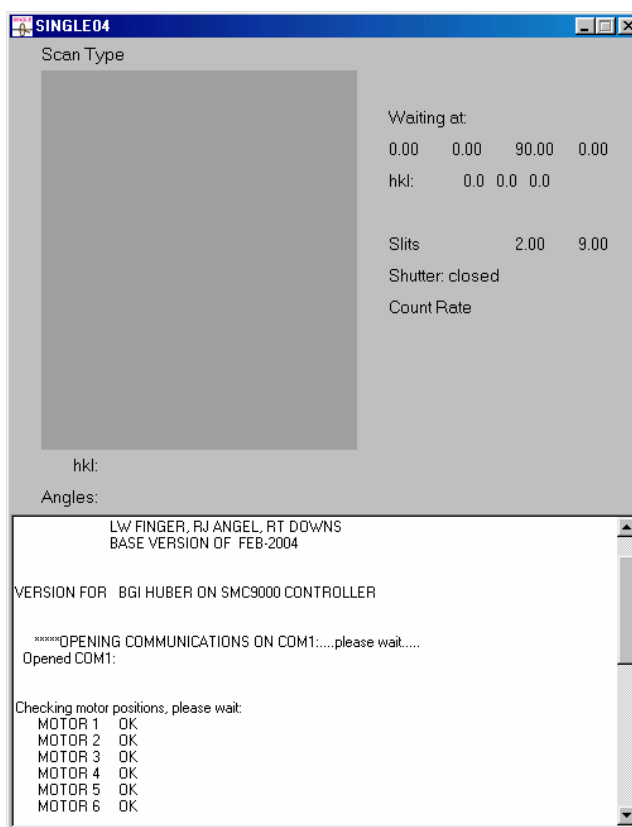 SINGLE04
Scan Type
Waiting at:
0.00 0.00 90.00 0.00
hkl: 0.0 0.0 0.0
Slits 2.00 9.00
Shutter: closed
Count Rate
hkl:
Angles:
LW FINGER, RJ ANGEL, RT DOWNS
BASE VERSION OF FEB-2004
VERSION FOR BGI HUBER ON SMC9000 CONTROLLER
*****OPENING COMMUNICATIONS ON COM1:....please wait.....
Opened COM1:
Checking motor positions, please wait:
MOTOR 1 OK
MOTOR 2 OK
MOTOR 3 OK
MOTOR 4 OK
MOTOR 5 OK
MOTOR 6 OK